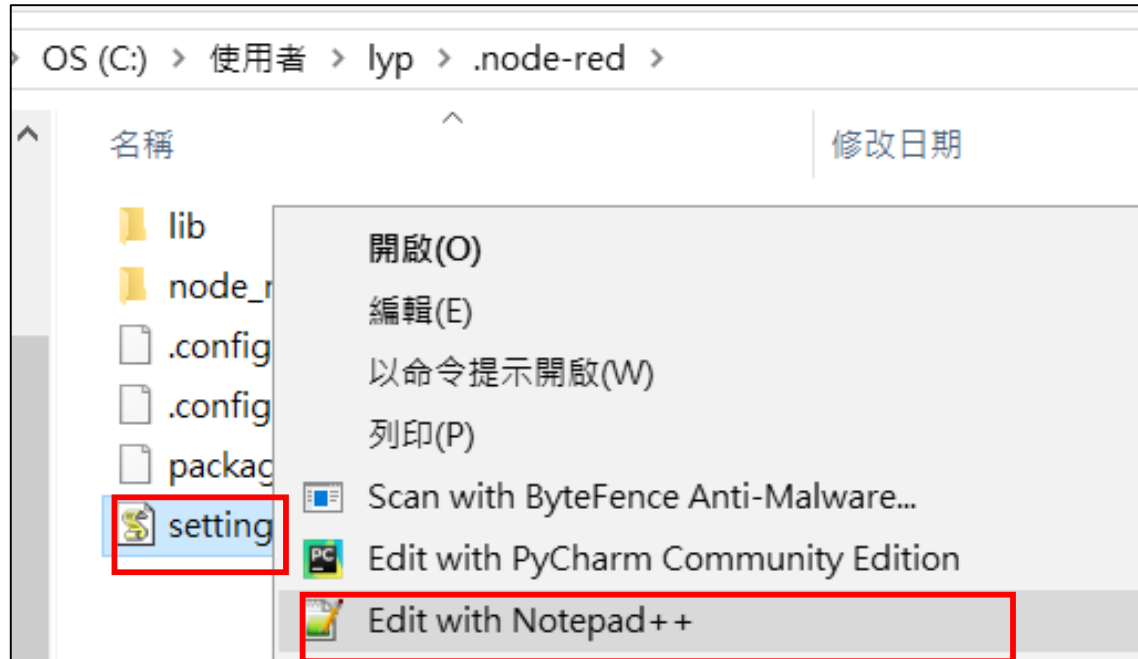 OS (C:) > 使用者 > lyp > .node-red >
名稱 修改日期
lib
開啟(O)
node_r
編輯(E)
.config
以命令提示開啟(W)
.config
列印(P)
packag
Scan with ByteFence Anti-Malware...
setting
PC Edit with PyCharm Community Edition
Edit with Notepad++